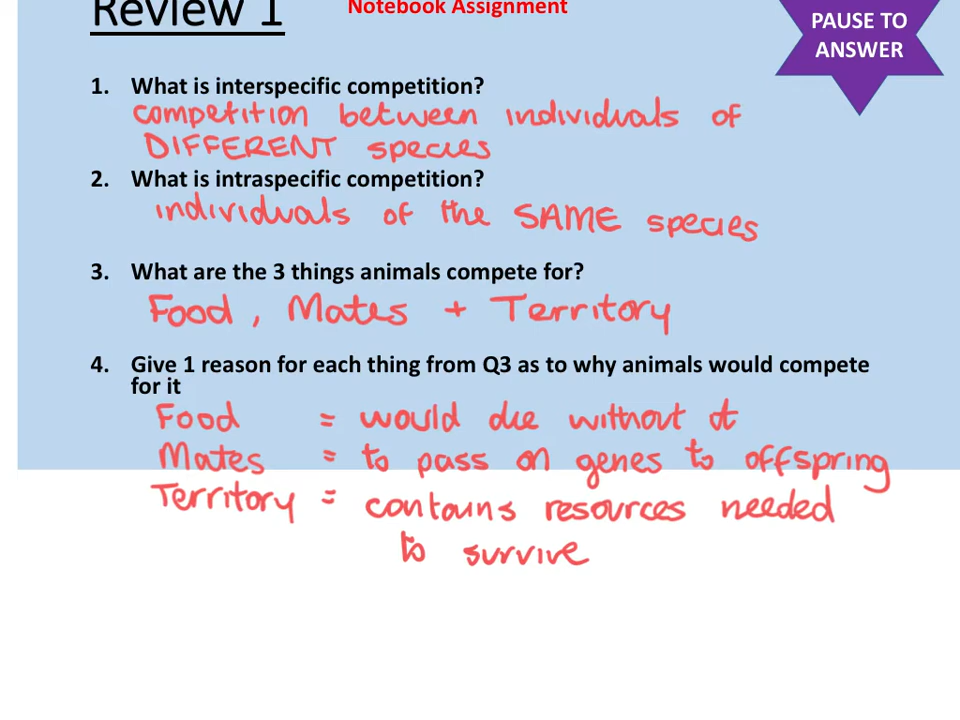 Review 1
Notebook Assignment
PAUSE TO
ANSWER
1. What is interspecific competition?
competition between individuals of
DIFFERENT species
2. What is intraspecific competition?
individuals of the SAME species
3. What are the 3 things animals compete for?
Food, Mates + Territory
4. Give 1 reason for each thing from Q3 as to why animals would compete
for it
Food = would die without it
Mates = to pass on genes to offspring
Territory = contains resources needed
to survive